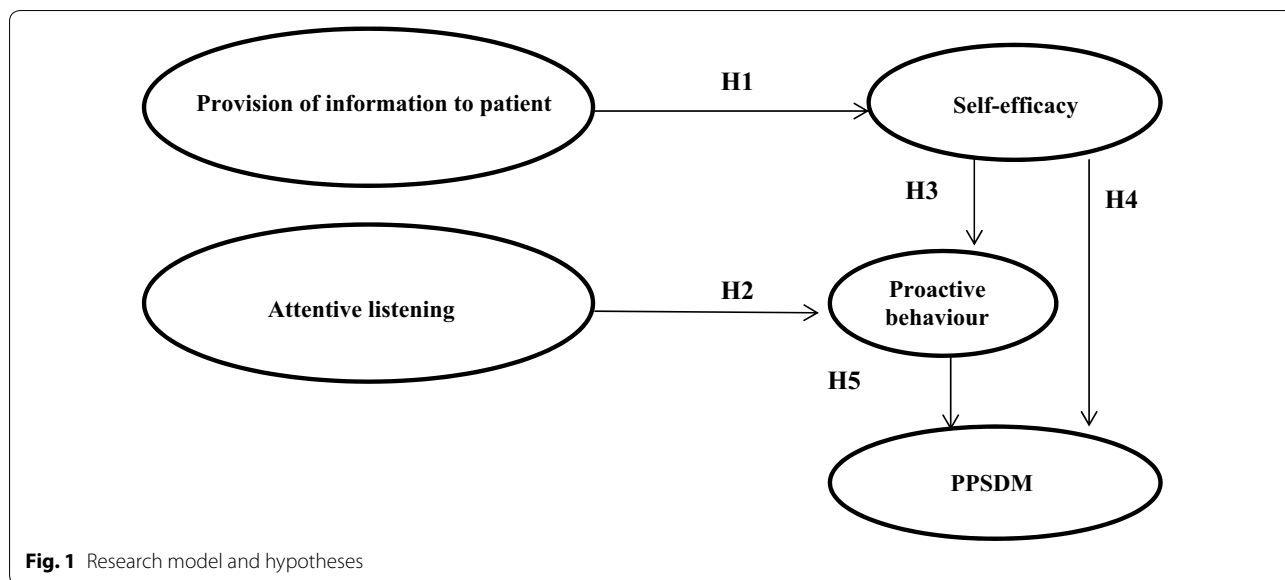 Provision of information to patient
H1
Self-efficacy
H3
H4
Attentive listening
H2
Proactive
behaviour
H5
PPSDM
Fig. 1 Research model and hypotheses